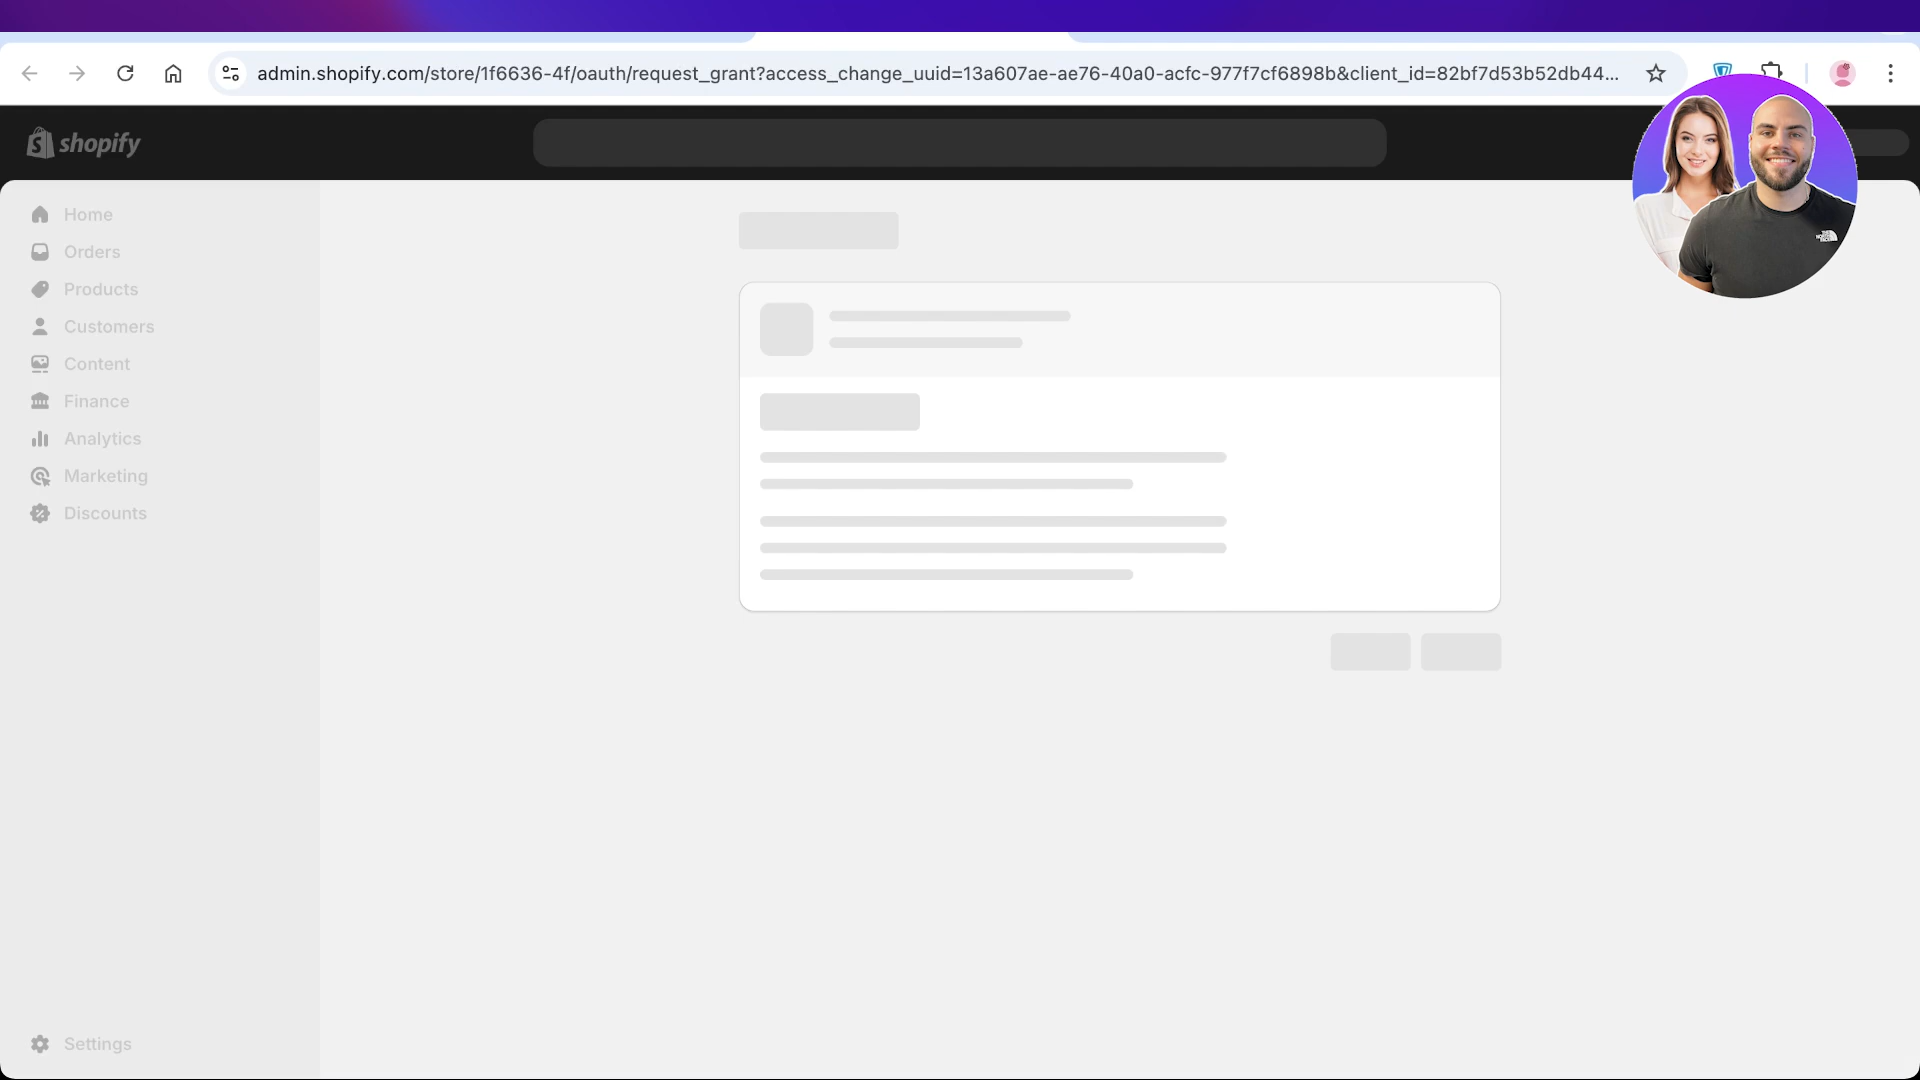 admin.shopify.com/store/1f6636-4f/oauth/request_grant?access_change_uuid=13a607ae-ae76-40a0-acfc-977f7cf6898b&client_id=82bf7d53b52db44...
shopify
Home
Orders
Products
Customers
Content
Finance
Analytics
Marketing
Discounts
Settings